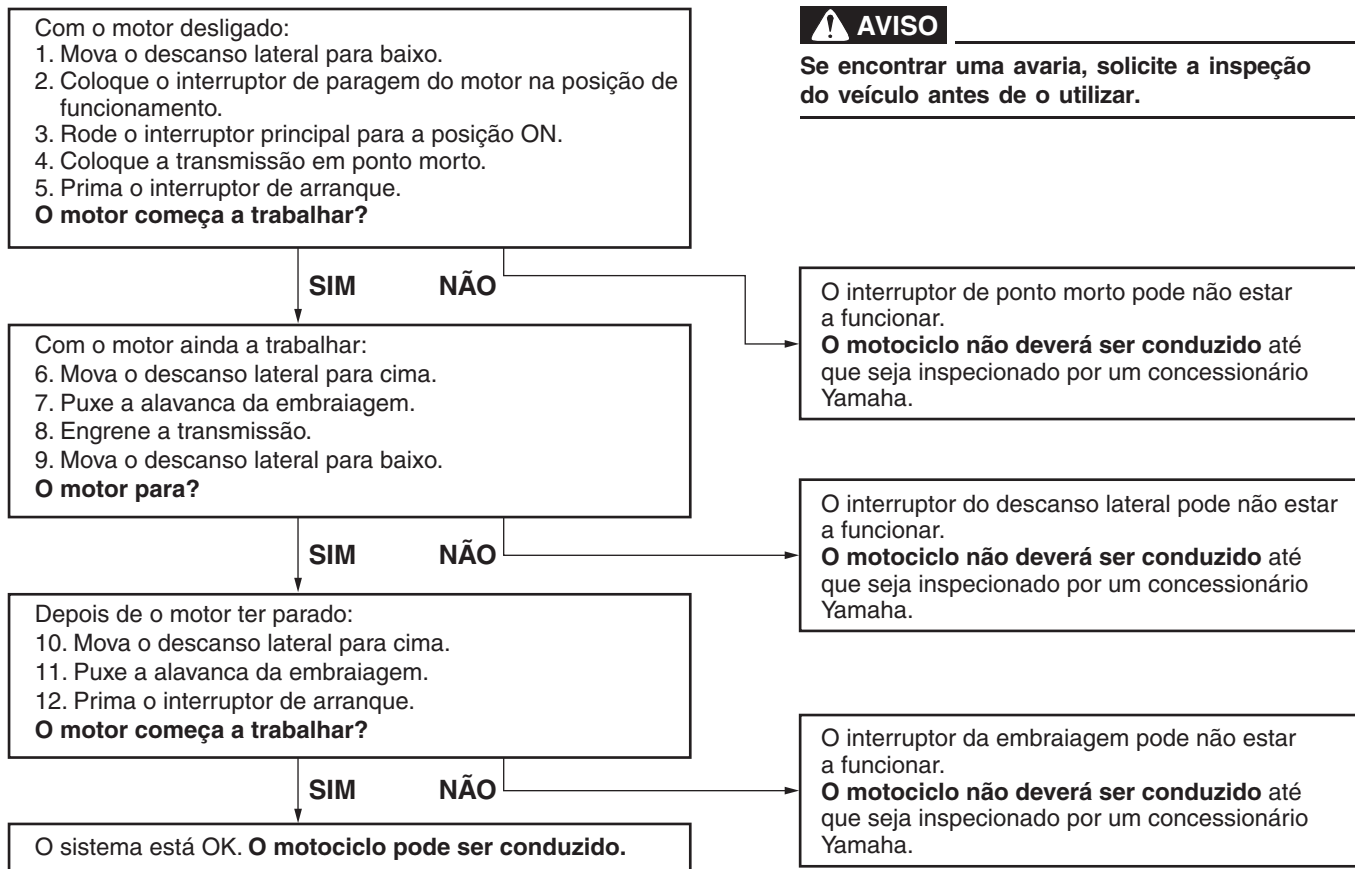 Com o motor desligado:
1. Mova o descanso lateral para baixo.
2. Coloque o interruptor de paragem do motor na posição de
funcionamento.
3. Rode o interruptor principal para a posição ON.
4. Coloque a transmissão em ponto morto.
5. Prima o interruptor de arranque.
O motor começa a trabalhar?
AVISO
Se encontrar uma avaria, solicite a inspeção
do veículo antes de o utilizar.
SIM NÃO
O interruptor de ponto morto pode não estar
a funcionar.
O motociclo não deverá ser conduzido até
que seja inspecionado por um concessionário
Yamaha.
Com o motor ainda a trabalhar:
6. Mova o descanso lateral para cima.
7. Puxe a alavanca da embraiagem.
8. Engrene a transmissão.
9. Mova o descanso lateral para baixo.
O motor para?
SIM NÃO
O interruptor do descanso lateral pode não estar
a funcionar.
O motociclo não deverá ser conduzido até
que seja inspecionado por um concessionário
Yamaha.
Depois de o motor ter parado:
10. Mova o descanso lateral para cima.
11. Puxe a alavanca da embraiagem.
12. Prima o interruptor de arranque.
O motor começa a trabalhar?
SIM NÃO
O interruptor da embraiagem pode não estar
a funcionar.
O motociclo não deverá ser conduzido até
que seja inspecionado por um concessionário
Yamaha.
O sistema está OK. O motociclo pode ser conduzido.